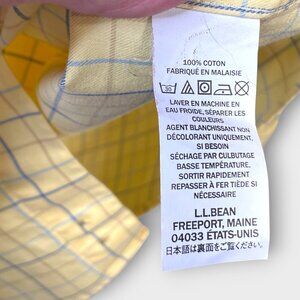 100% COTON
FABRIQUÉ EN MALAISIE
LAVER EN MACHINE EN
EAU FROIDE, SÉPARER LES
COULEURS
AGENT BLANCHISSANT NON
DÉCOLORANT UNIQUEMENT,
SI BESOIN
SÉCHAGE PAR CULBUTAGE
BASSE TEMPÉRATURE,
SORTIR RAPIDEMENT
REPASSER À FER TIÈDE SI
NÉCESSAIRE
L.L.BEAN
FREEPORT, MAINE
04033 ÉTATS-UNIS
日本語は裏面をご覧ください。